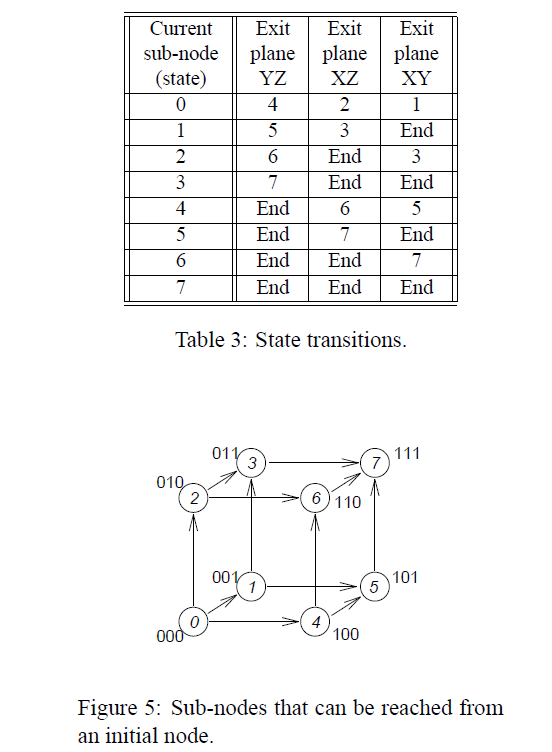 Current Exit Exit Exit
sub-node plane plane plane
(state) YZ XZ XY
0 4 2 1
1 5 3 End
2 6 End 3
3 7 End End
4 End 6 5
5 End 7 End
6 End End 7
7 End End End
Table 3: State transitions.
011 3 7 111
010 2 6 110
001 1 5 101
000 0 4 100
Figure 5: Sub-nodes that can be reached from
an initial node.